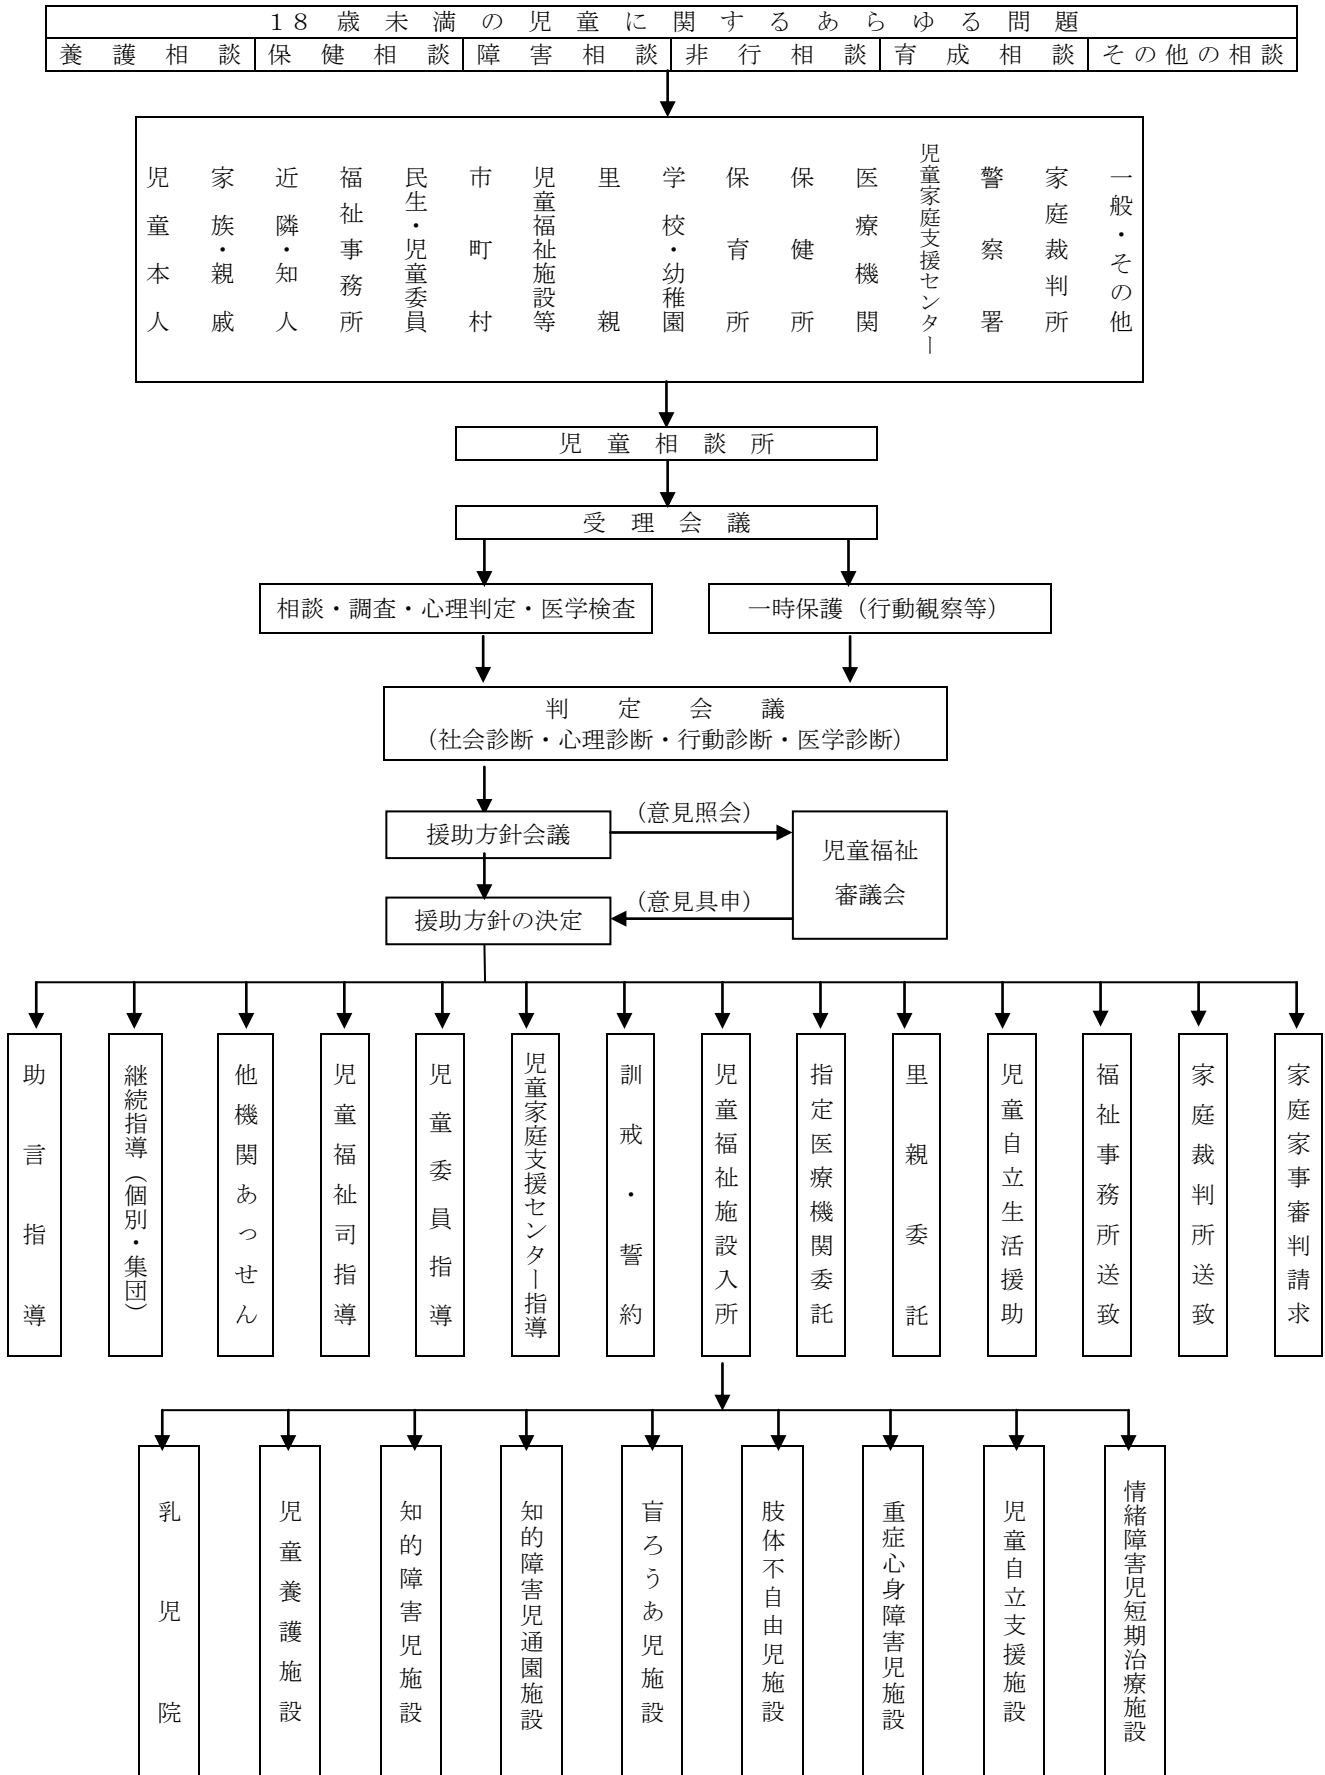 18歳未満の児童に関するあらゆる問題
養護相談
保健相談
障害相談
非行相談
育成相談
その他の相談
児童本人
家族・親戚
近隣・知人
福祉事務所
民生・児童委員
市町村
児童福祉施設等
里親
学校・幼稚園
保育所
保健所
医療機関
児童家庭支援センター
警察署
家庭裁判所
一般・その他
児童相談所
受理会議
相談・調査・心理判定・医学検査
一時保護（行動観察等）
判定会議
（社会診断・心理診断・行動診断・医学診断）
援助方針会議
（意見照会）
児童福祉
審議会
援助方針の決定
（意見具申）
助言指導
継続指導（個別・集団）
他機関あっせん
児童福祉司指導
児童委員指導
児童家庭支援センター指導
訓戒・誓約
児童福祉施設入所
指定医療機関委託
里親委託
児童自立生活援助
福祉事務所送致
家庭裁判所送致
家庭家事審判請求
乳児院
児童養護施設
知的障害児施設
知的障害児通園施設
盲ろうあ児施設
肢体不自由児施設
重症心身障害児施設
児童自立支援施設
情緒障害児短期治療施設